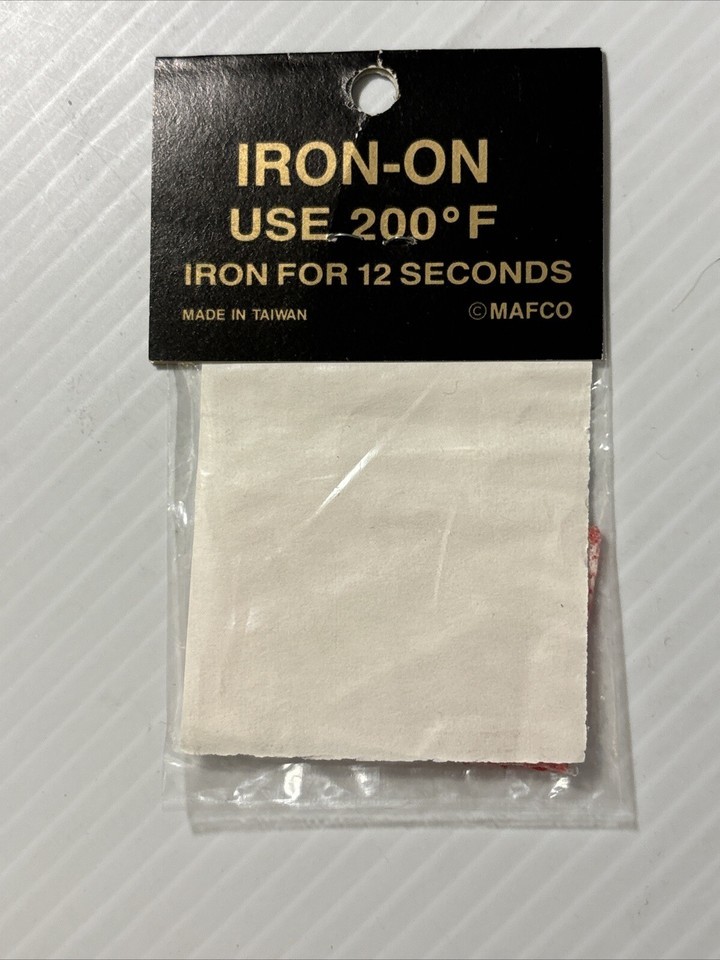 IRON-ON
USE 200°F
IRON FOR 12 SECONDS
MADE IN TAIWAN ©MAFCO